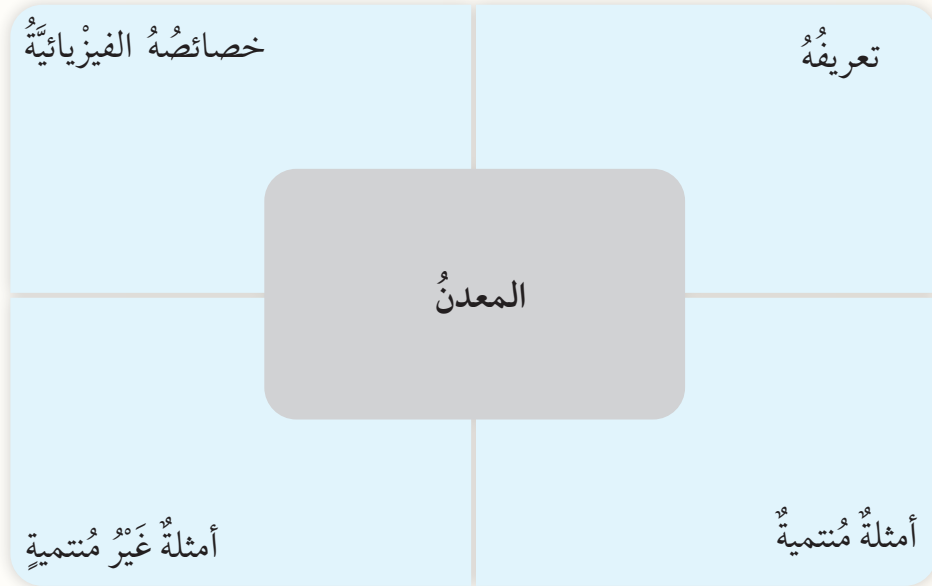 تعريفُهُ
خصائصُهُ الفيزْيائيَّةُ
المعدنُ
أمثلةٌ مُنتميةٌ
أمثلةٌ غَيْرُ مُنتميةٍ